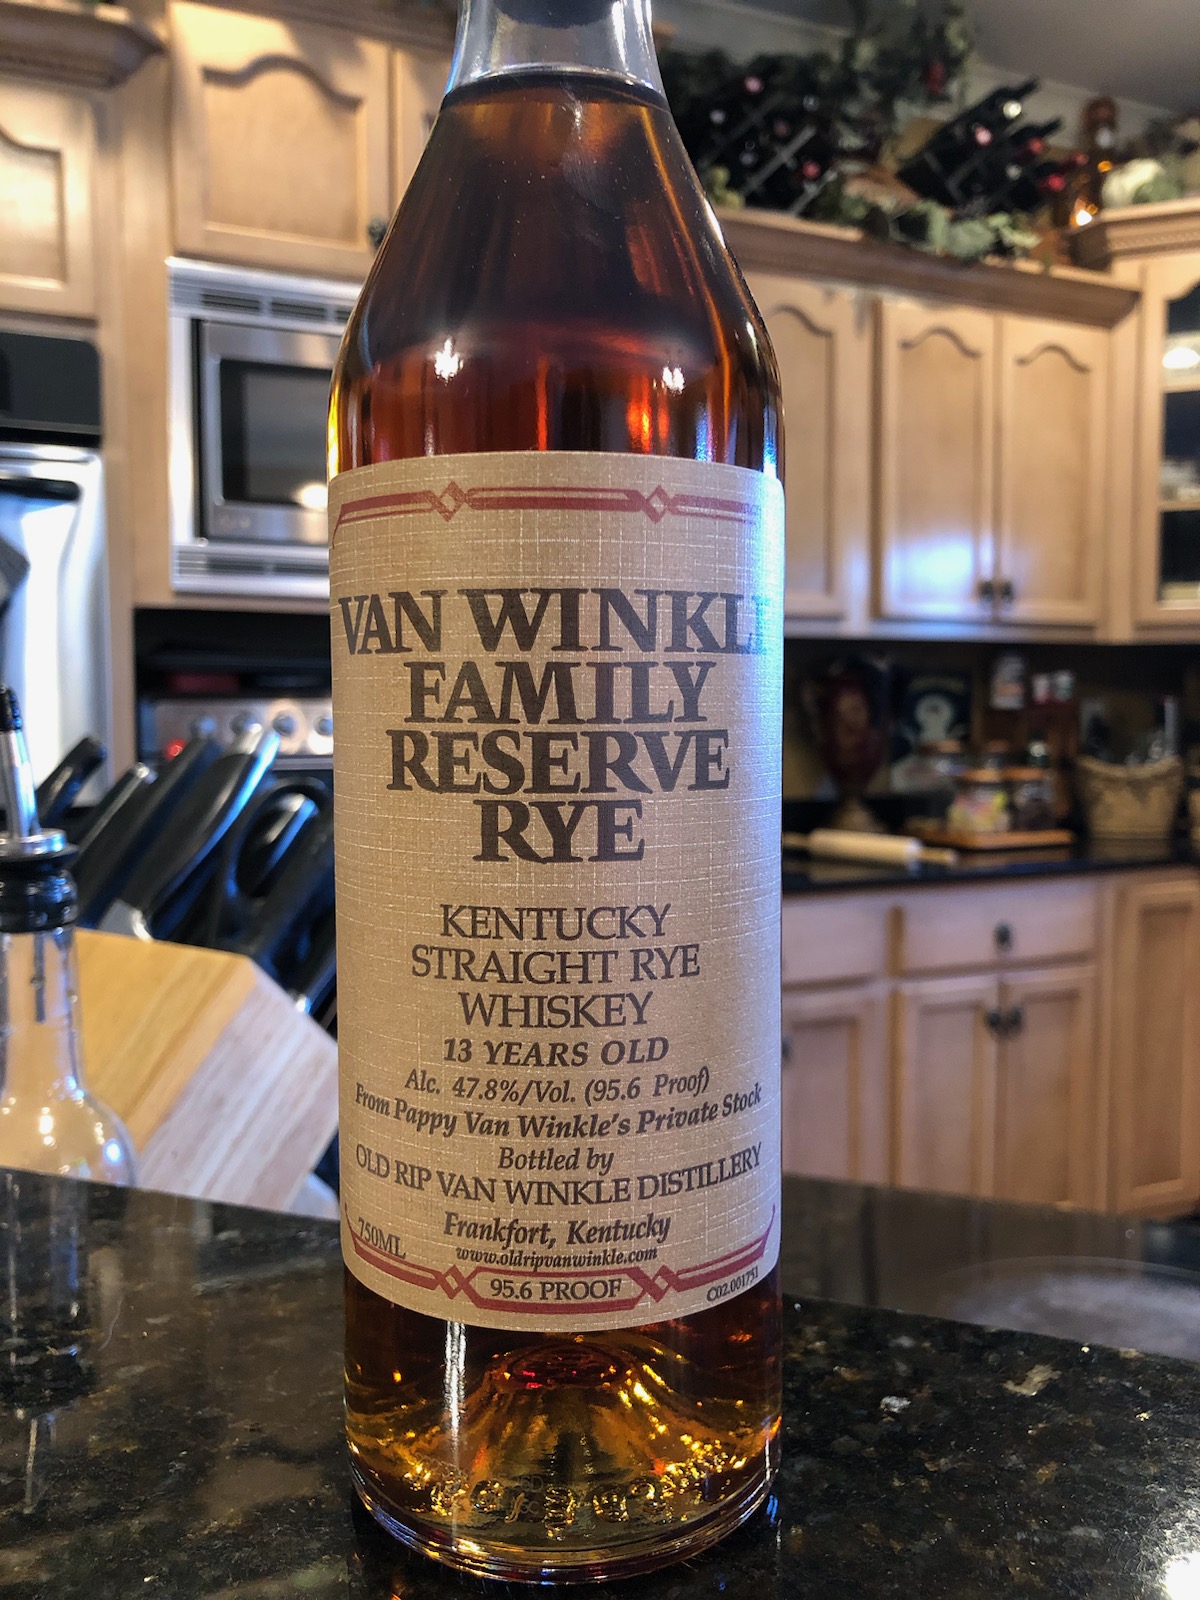 VAN WINKLE
FAMILY
RESERVE
RYE
KENTUCKY
STRAIGHT RYE
WHISKEY
13 YEARS OLD
Alc. 47.8%/Vol. (95.6 Proof)
From Pappy Van Winkle's Private Stock
Bottled by
OLD RIP VAN WINKLE DISTILLERY
Frankfort, Kentucky
750ML
www.oldripvanwinkle.com
95.6 PROOF
C02.001751